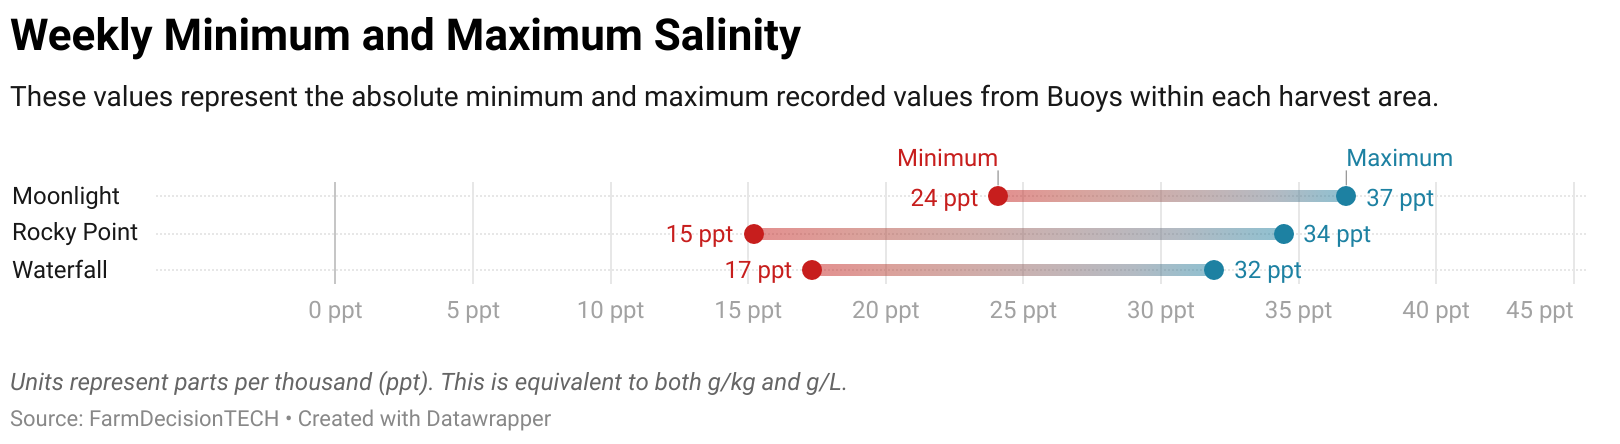 Weekly Minimum and Maximum Salinity
These values represent the absolute minimum and maximum recorded values from Buoys within each harvest area.
Minimum Maximum
Moonlight 24 ppt 37 ppt
Rocky Point 15 ppt 34 ppt
Waterfall 17 ppt 32 ppt
0 ppt 5 ppt 10 ppt 15 ppt 20 ppt 25 ppt 30 ppt 35 ppt 40 ppt 45 ppt
Units represent parts per thousand (ppt). This is equivalent to both g/kg and g/L.
Source: FarmDecisionTECH • Created with Datawrapper